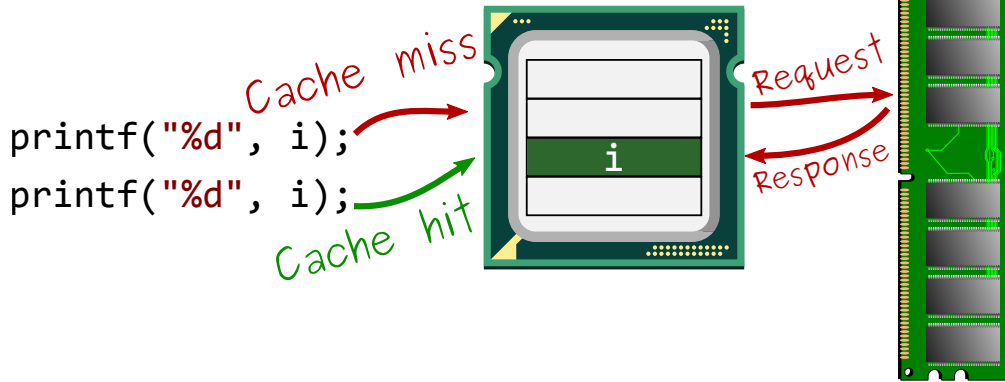 Cache miss
printf("%d", i);
printf("%d", i);
Cache hit
i
Request
Response